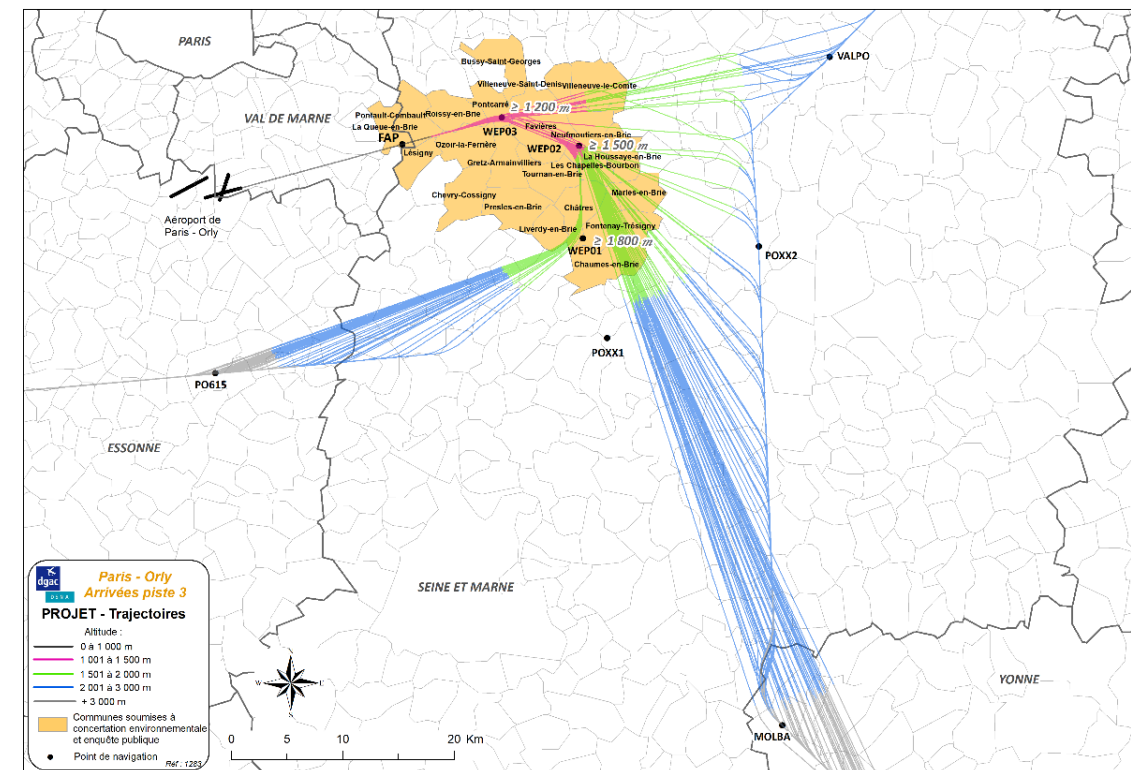 PARIS
VALPO
Bussy-Saint-Georges
Villeneuve-Saint-Denis
Villeneuve-le-Comte
Pontcarré
≥ 1 200 m
VAL DE MARNE
Pontault-Combault
Roissy-en-Brie
La Queue-en-Brie
WEP03
Favières
FAP
Neufmoutiers-en-Brie
Lésigny
Ozoir-la-Ferrière
WEP02
≥ 1 500 m
La Houssaye-en-Brie
Gretz-Armainvilliers
Les Chapelles-Bourbon
Tournan-en-Brie
Chevry-Cossigny
Marles-en-Brie
Presles-en-Brie
Châtres
Aéroport de
Paris - Orly
Liverdy-en-Brie
Fontenay-Trésigny
WEP01
≥ 1 800 m
POXX2
Chaumes-en-Brie
POXX1
PO615
ESSONNE
SEINE ET MARNE
YONNE
MOLBA
dgac
DSNA
Paris - Orly
Arrivées piste 3
PROJET - Trajectoires
Altitude :
0 à 1 000 m
1 001 à 1 500 m
1 501 à 2 000 m
2 001 à 3 000 m
+ 3 000 m
Communes soumises à
concertation environnementale
et enquête publique
Point de navigation
Réf : 1283
N
W
E
S
0 5 10 20 Km